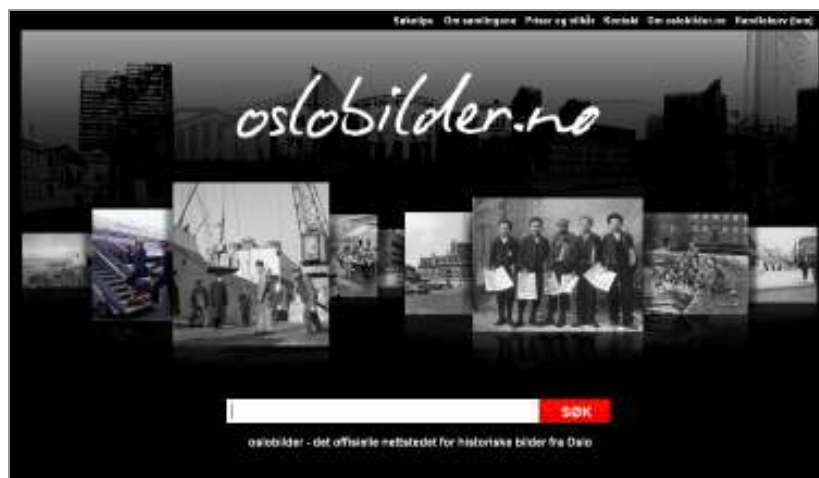 Søketips Om samlingene Priser og vilkår Kontakt Om oslobilder.no Handlekurv (tom)
oslobilder.no
SØK
oslobilder - det offisielle nettstedet for historiske bilder fra Oslo